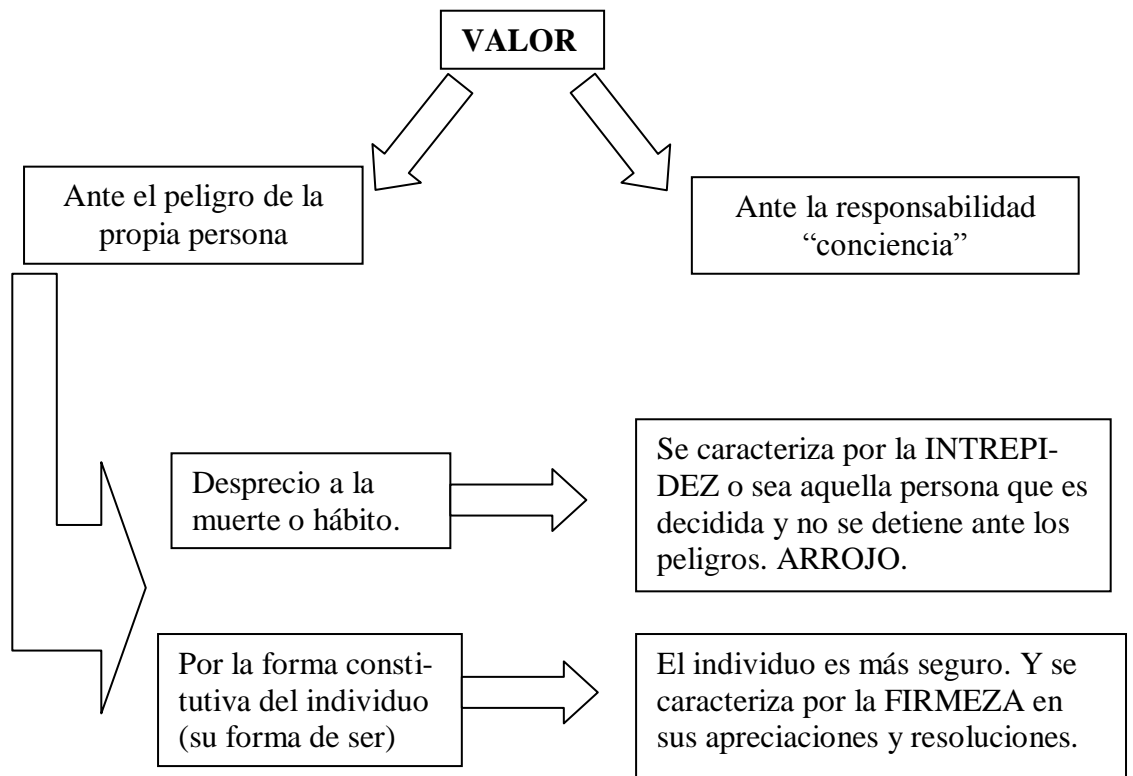 VALOR
Ante el peligro de la
propia persona
Ante la responsabilidad
“conciencia”
Desprecio a la
muerte o hábito.
Se caracteriza por la INTREPI-
DEZ o sea aquella persona que es
decidida y no se detiene ante los
peligros. ARROJO.
Por la forma consti-
tutiva del individuo
(su forma de ser)
El individuo es más seguro. Y se
caracteriza por la FIRMEZA en
sus apreciaciones y resoluciones.